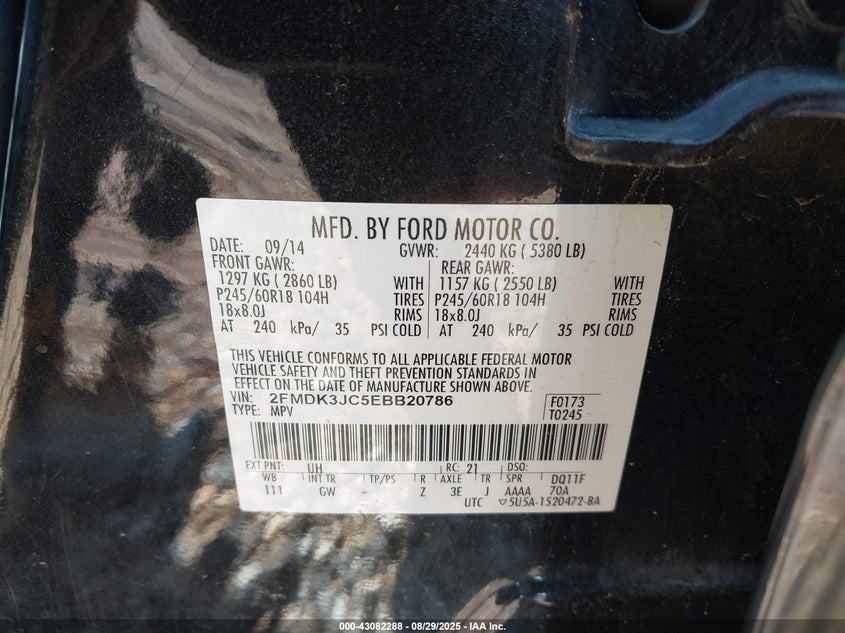 MFD. BY FORD MOTOR CO.
DATE: 09/14 GVWR: 2440 KG ( 5380 LB)
FRONT GAWR: REAR GAWR:
1297 KG ( 2860 LB) WITH 1157 KG ( 2550 LB) WITH
P245/60R18 104H TIRES P245/60R18 104H TIRES
18x8.0J RIMS 18x8.0J RIMS
AT 240 kPa/ 35 PSI COLD AT 240 kPa/ 35 PSI COLD
THIS VEHICLE CONFORMS TO ALL APPLICABLE FEDERAL MOTOR
VEHICLE SAFETY AND THEFT PREVENTION STANDARDS IN
EFFECT ON THE DATE OF MANUFACTURE SHOWN ABOVE.
VIN: 2FMDK3JC5EBB20786 F0173
TYPE: MPV T0245
EXT PNT: UH RC: 21 DSO:
WB INT TR TP/PS R AXLE TR SPR DQ11F
111 GW - Z 3E J AAAA 70A
UTC ▽5U5A-1520472-BA
000-43082288 - 08/29/2025 - IAA Inc.